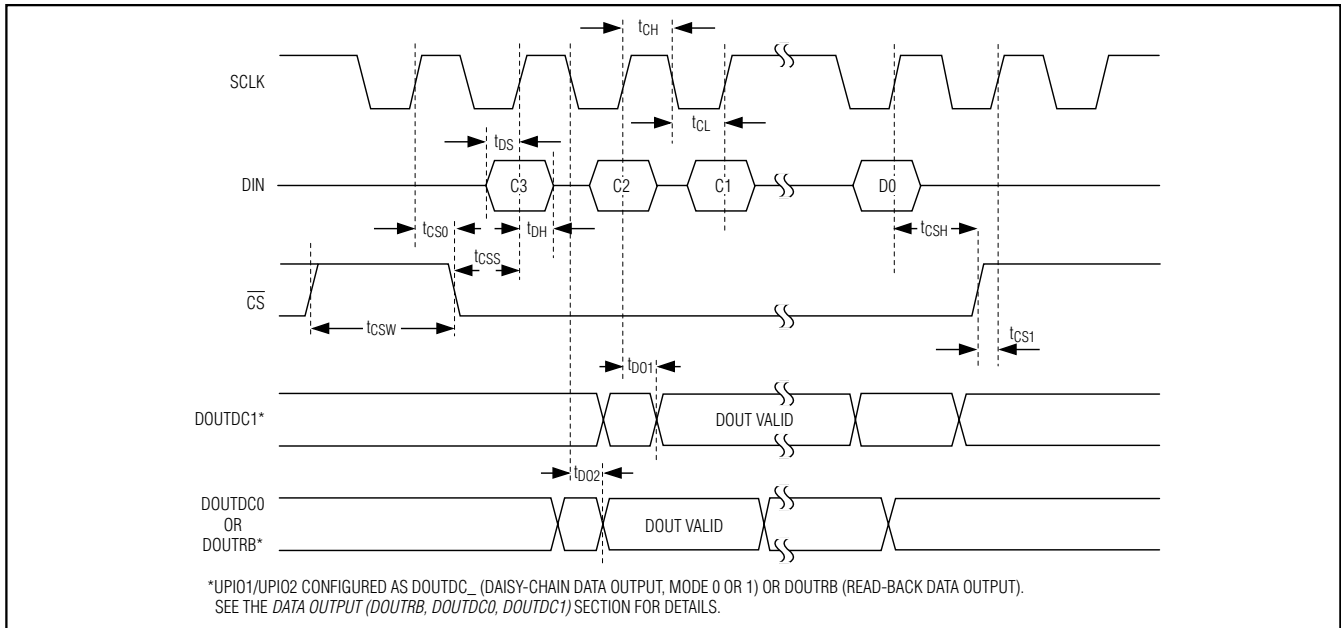 tCH
SCLK
tCL
tDS
DIN
C3
C2
C1
D0
tCS0
tCSS
tDH
tCSH
CS
tCSW
tCS1
tDO1
DOUTDC1*
DOUT VALID
tDO2
DOUTDC0
OR
DOUTRB*
DOUT VALID
*UPIO1/UPIO2 CONFIGURED AS DOUTDC_ (DAISY-CHAIN DATA OUTPUT, MODE 0 OR 1) OR DOUTRB (READ-BACK DATA OUTPUT).
SEE THE DATA OUTPUT (DOUTRB, DOUTDC0, DOUTDC1) SECTION FOR DETAILS.